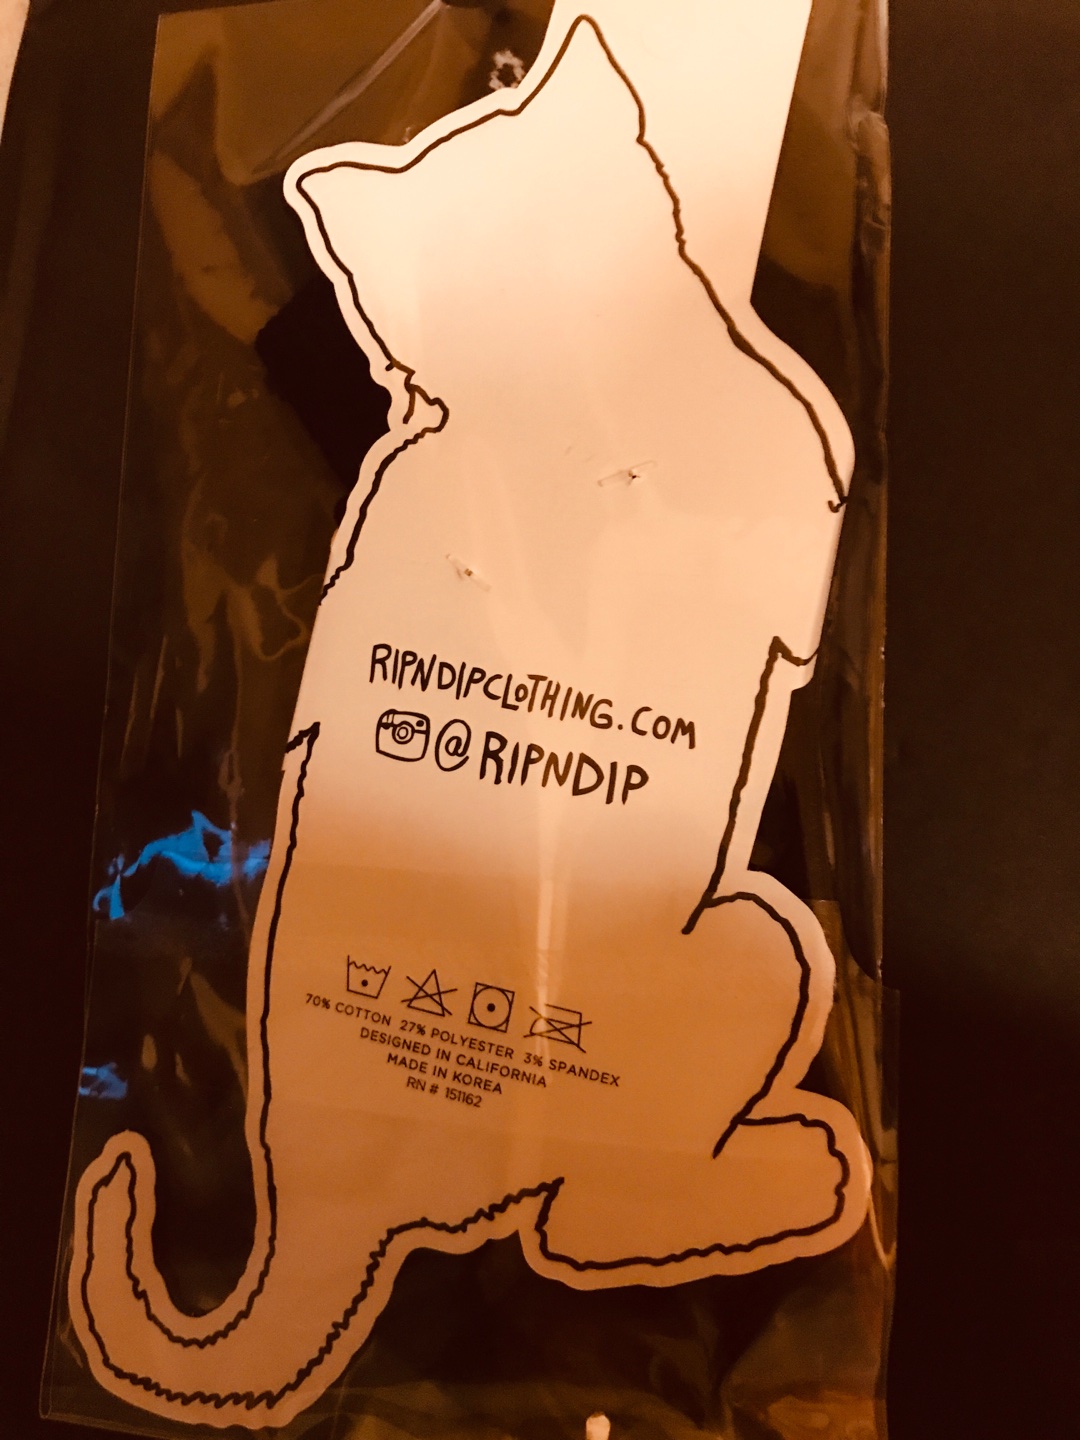 RIPNDIPCLOTHING.COM
@RIPNDIP
70% COTTON 27% POLYESTER 3% SPANDEX
DESIGNED IN CALIFORNIA
MADE IN KOREA
RN # 151162